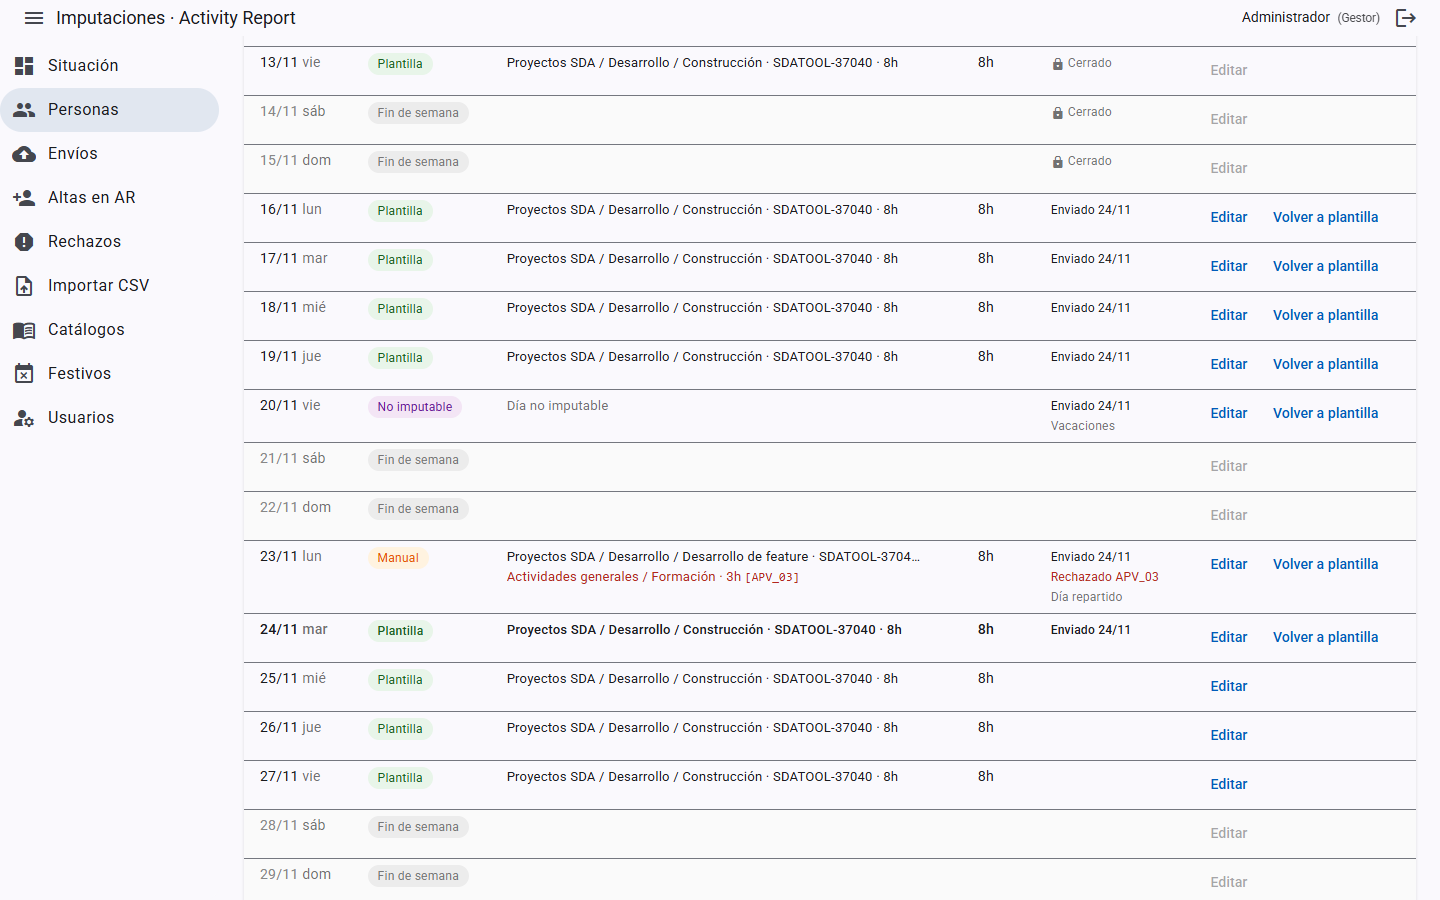 Imputaciones · Activity Report
Administrador (Gestor)
Situación
Personas
Envíos
Altas en AR
Rechazos
Importar CSV
Catálogos
Festivos
Usuarios
13/11 vie Plantilla Proyectos SDA / Desarrollo / Construcción · SDATOOL-37040 · 8h 8h Cerrado Editar
14/11 sáb Fin de semana Cerrado Editar
15/11 dom Fin de semana Cerrado Editar
16/11 lun Plantilla Proyectos SDA / Desarrollo / Construcción · SDATOOL-37040 · 8h 8h Enviado 24/11 Editar Volver a plantilla
17/11 mar Plantilla Proyectos SDA / Desarrollo / Construcción · SDATOOL-37040 · 8h 8h Enviado 24/11 Editar Volver a plantilla
18/11 mié Plantilla Proyectos SDA / Desarrollo / Construcción · SDATOOL-37040 · 8h 8h Enviado 24/11 Editar Volver a plantilla
19/11 jue Plantilla Proyectos SDA / Desarrollo / Construcción · SDATOOL-37040 · 8h 8h Enviado 24/11 Editar Volver a plantilla
20/11 vie No imputable Día no imputable Enviado 24/11 Editar Volver a plantilla
Vacaciones
21/11 sáb Fin de semana Editar
22/11 dom Fin de semana Editar
23/11 lun Manual Proyectos SDA / Desarrollo / Desarrollo de feature · SDATOOL-3704… 8h Enviado 24/11 Editar Volver a plantilla
Actividades generales / Formación · 3h [APV_03] Rechazado APV_03
Día repartido
24/11 mar Plantilla Proyectos SDA / Desarrollo / Construcción · SDATOOL-37040 · 8h 8h Enviado 24/11 Editar Volver a plantilla
25/11 mié Plantilla Proyectos SDA / Desarrollo / Construcción · SDATOOL-37040 · 8h 8h Editar
26/11 jue Plantilla Proyectos SDA / Desarrollo / Construcción · SDATOOL-37040 · 8h 8h Editar
27/11 vie Plantilla Proyectos SDA / Desarrollo / Construcción · SDATOOL-37040 · 8h 8h Editar
28/11 sáb Fin de semana Editar
29/11 dom Fin de semana Editar